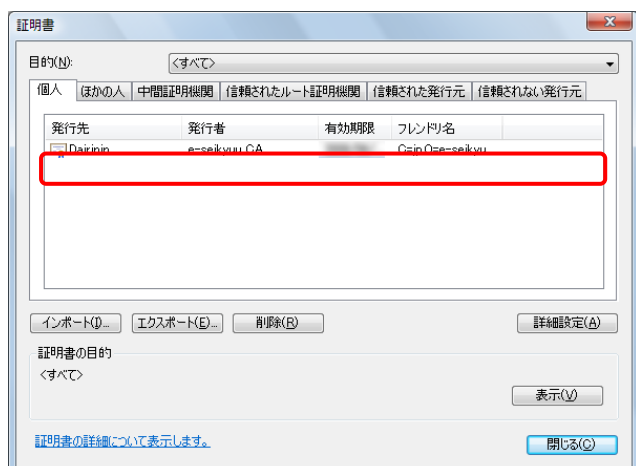 証明書
目的(N):
<すべて>
個人 ほかの人 中間証明機関 信頼されたルート証明機関 信頼された発行元 信頼されない発行元
発行先 発行者 有効期限 フレンドリ名
Dairinin e=seikyuu CA C=jp,O=e=seikyu
インポート(I)... エクスポート(E)... 削除(R) 詳細設定(A)
証明書の目的
<すべて>
表示(V)
証明書の詳細について表示します。
閉じる(C)